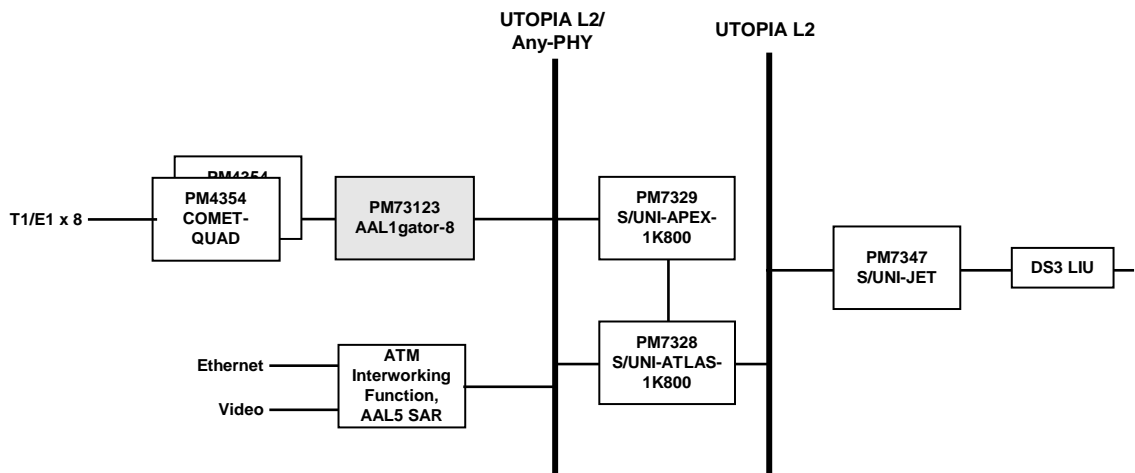 UTOPIA L2/
Any-PHY
UTOPIA L2
PM4354
PM4354
COMET-
QUAD
T1/E1 x 8
PM73123
AAL1gator-8
PM7329
S/UNI-APEX-
1K800
PM7347
S/UNI-JET
DS3 LIU
Ethernet
Video
ATM
Interworking
Function,
AAL5 SAR
PM7328
S/UNI-ATLAS-
1K800